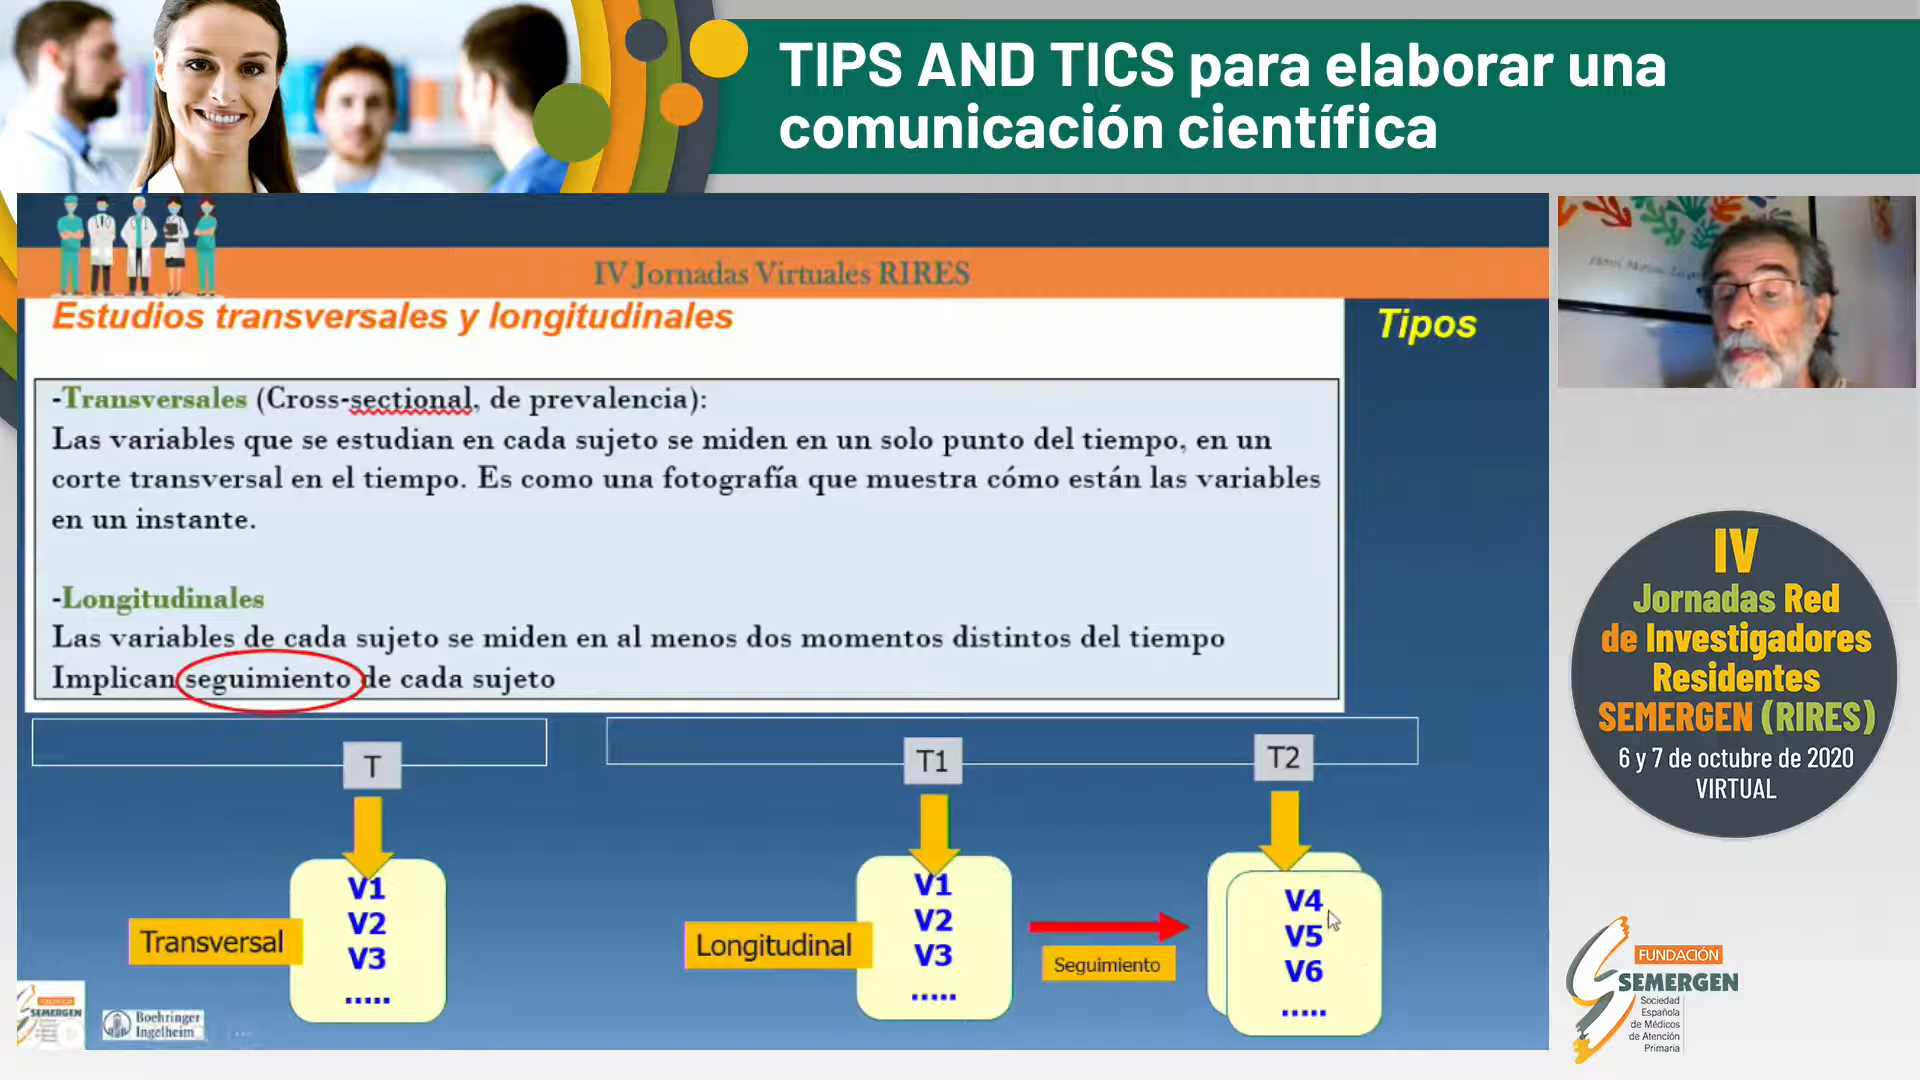 TIPS AND TICS para elaborar una
comunicación científica
IV Jornadas Virtuales RIRES
Estudios transversales y longitudinales
Tipos
-Transversales (Cross-sectional, de prevalencia):
Las variables que se estudian en cada sujeto se miden en un solo punto del tiempo, en un
corte transversal en el tiempo. Es como una fotografía que muestra cómo están las variables
en un instante.
-Longitudinales
Las variables de cada sujeto se miden en al menos dos momentos distintos del tiempo
Implican seguimiento de cada sujeto
T
V1
V2
V3
.....
Transversal
T1
V1
V2
V3
.....
Longitudinal
Seguimiento
T2
V4
V5
V6
.....
SEMERGEN
Boehringer
Ingelheim
IV
Jornadas Red
de Investigadores
Residentes
SEMERGEN (RIRES)
6 y 7 de octubre de 2020
VIRTUAL
FUNDACIÓN
SEMERGEN
Sociedad
Española
de Médicos
de Atención
Primaria